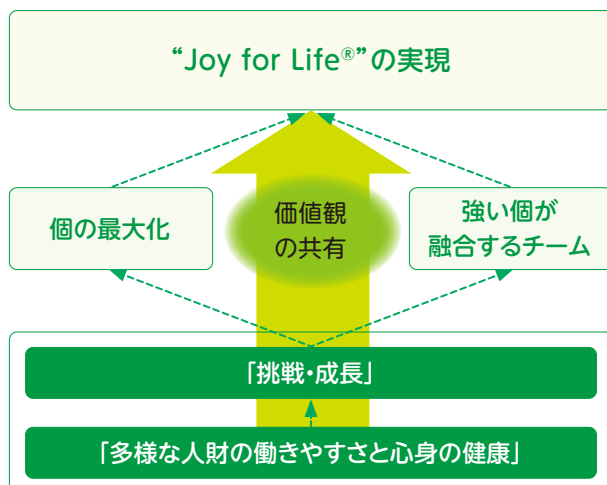 “Joy for Life®”の実現
個の最大化
価値観
の共有
強い個が
融合するチーム
「挑戦・成長」
「多様な人財の働きやすさと心身の健康」